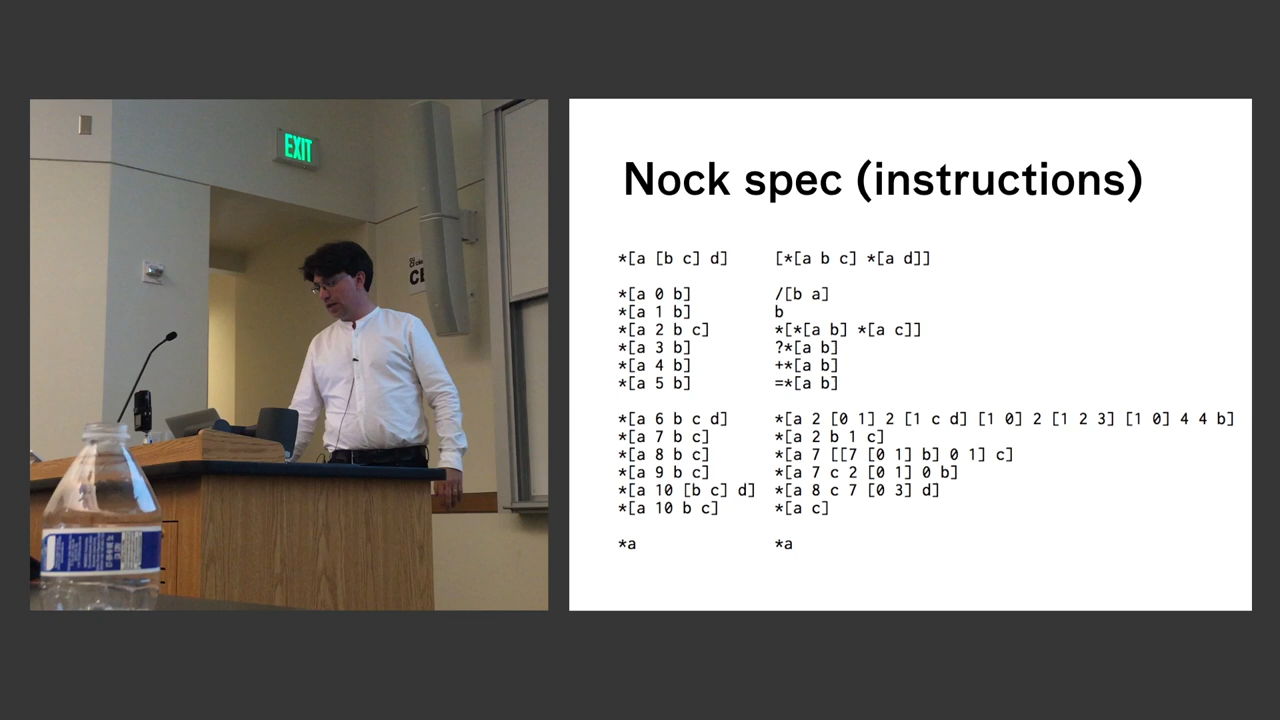 EXIT
Nock spec (instructions)
*[a [b c] d] [*[a b c] *[a d]]
*[a 0 b] /[b a]
*[a 1 b] b
*[a 2 b c] *[*[a b] *[a c]]
*[a 3 b] ?*[a b]
*[a 4 b] +*[a b]
*[a 5 b] =*[a b]
*[a 6 b c d] *[a 2 [0 1] 2 [1 c d] [1 0] 2 [1 2 3] [1 0] 4 4 b]
*[a 7 b c] *[a 2 b 1 c]
*[a 8 b c] *[a 7 [[7 [0 1] b] 0 1] c]
*[a 9 b c] *[a 7 c 2 [0 1] 0 b]
*[a 10 [b c] d] *[a 8 c 7 [0 3] d]
*[a 10 b c] *[a c]
*a *a